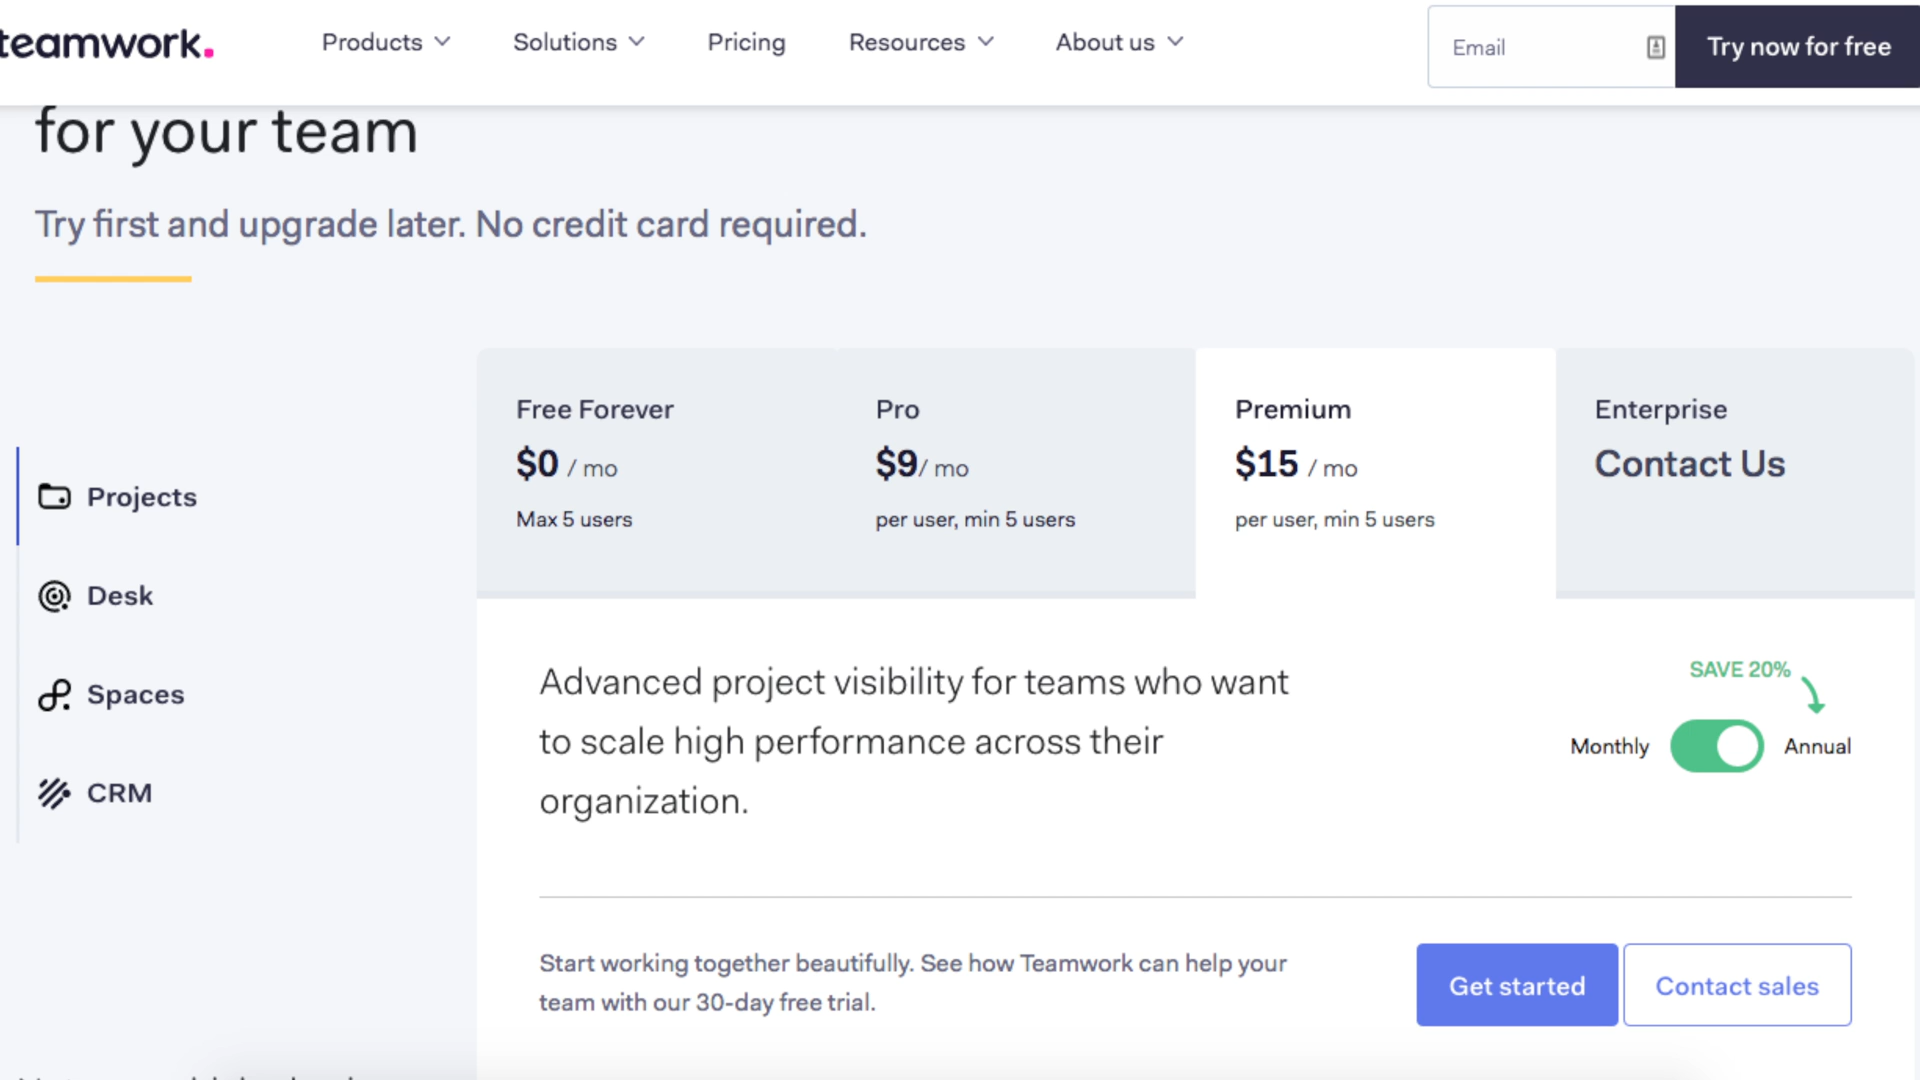 teamwork.
Products
Solutions
Pricing
Resources
About us
Email
Try now for free
for your team
Try first and upgrade later. No credit card required.
Projects
Desk
Spaces
CRM
Free Forever
$0 / mo
Max 5 users
Pro
$9/ mo
per user, min 5 users
Premium
$15 / mo
per user, min 5 users
Enterprise
Contact Us
Advanced project visibility for teams who want
to scale high performance across their
organization.
SAVE 20%
Monthly
Annual
Start working together beautifully. See how Teamwork can help your
team with our 30-day free trial.
Get started
Contact sales